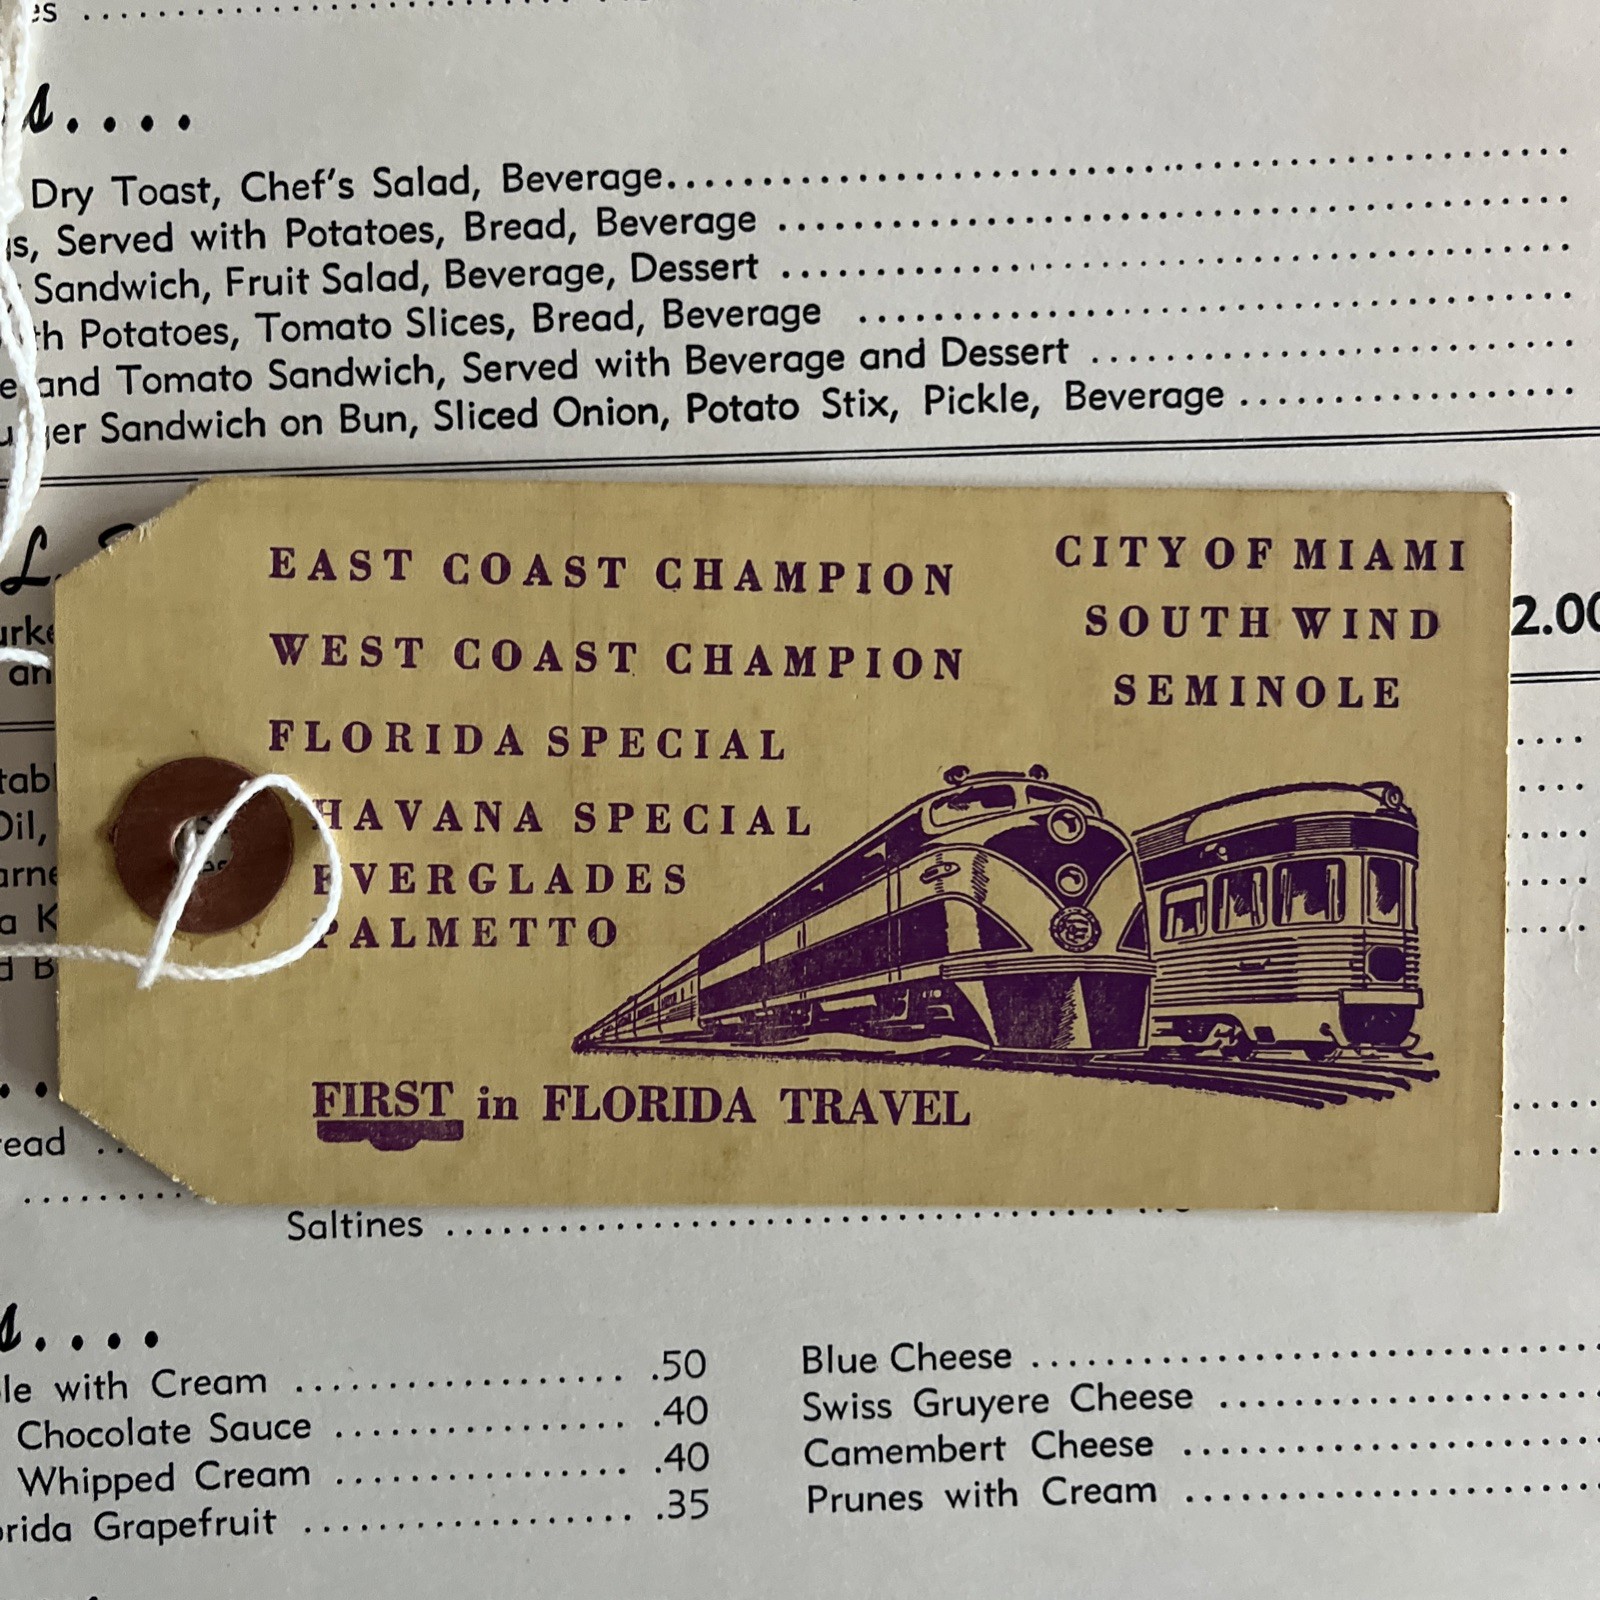 Dry Toast, Chef's Salad, Beverage
Served with Potatoes, Bread, Beverage
Sandwich, Fruit Salad, Beverage, Dessert
Potatoes, Tomato Slices, Bread, Beverage
and Tomato Sandwich, Served with Beverage and Dessert
Sandwich on Bun, Sliced Onion, Potato Stix, Pickle, Beverage
EAST COAST CHAMPION
WEST COAST CHAMPION
FLORIDA SPECIAL
HAVANA SPECIAL
EVERGLADES
PALMETTO
CITY OF MIAMI
SOUTH WIND
SEMINOLE
FIRST in FLORIDA TRAVEL
2.00
Oil,
Saltines
with Cream .50
Chocolate Sauce .40
Whipped Cream .40
Grapefruit .35
Blue Cheese
Swiss Gruyere Cheese
Camembert Cheese
Prunes with Cream